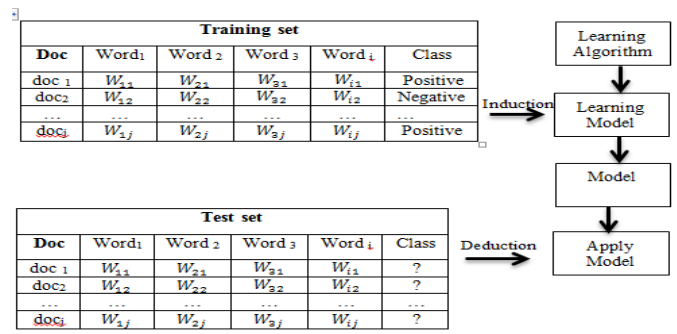 Training set
Doc Word1 Word 2 Word 3 Word i Class
doc 1 W11 W21 W31 Wi1 Positive
doc2 W12 W22 W32 Wi2 Negative
... ... ... ... ... ...
doci W1j W2j W3j Wij Positive
Induction
Learning
Algorithm
Learning
Model
Model
Test set
Doc Word1 Word 2 Word 3 Word i Class
doc 1 W11 W21 W31 Wi1 ?
doc2 W12 W22 W32 Wi2 ?
... ... ... ... ... ...
doci W1j W2j W3j Wij ?
Deduction
Apply
Model